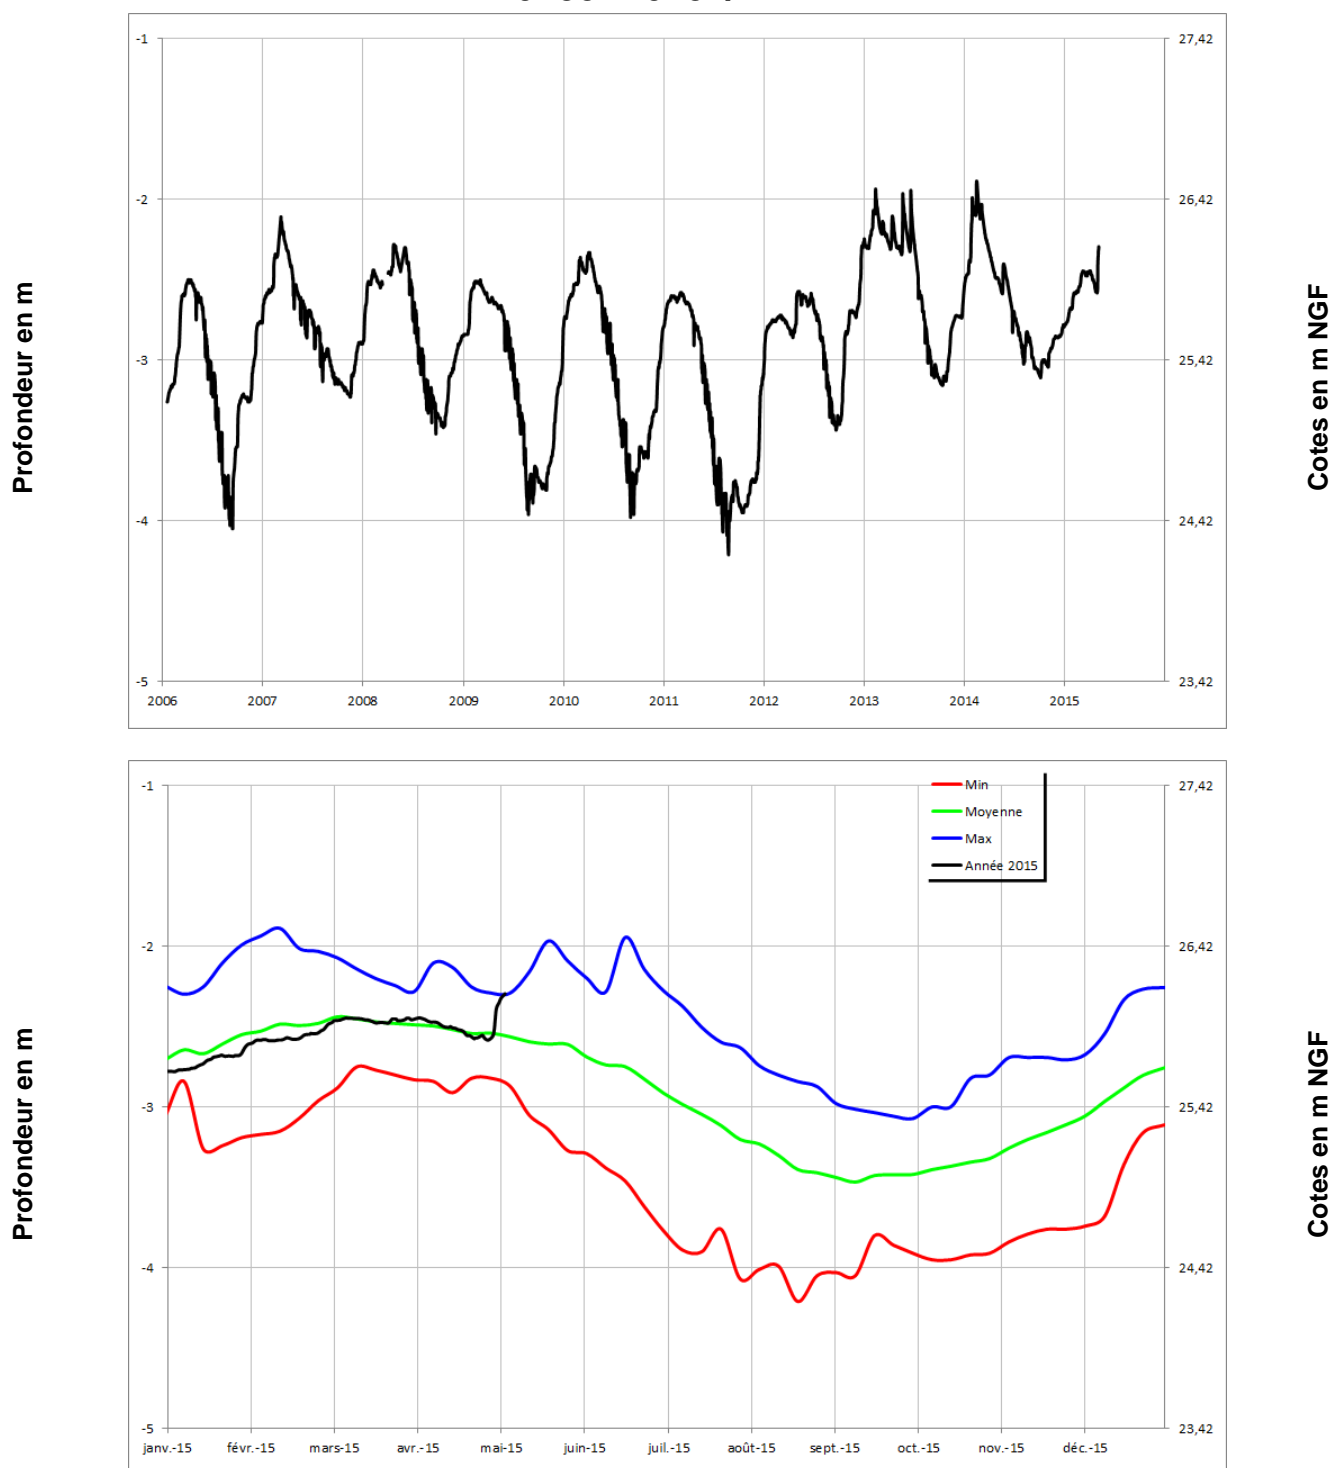 -1
27,42
-2
26,42
-3
25,42
-4
24,42
-5
23,42
2006 2007 2008 2009 2010 2011 2012 2013 2014 2015
Profondeur en m
Cotes en m NGF
-1
27,42
-2
26,42
-3
25,42
-4
24,42
-5
23,42
Min
Moyenne
Max
Année 2015
janv.-15 févr.-15 mars-15 avr.-15 mai-15 juin-15 juil.-15 août-15 sept.-15 oct.-15 nov.-15 déc.-15
Profondeur en m
Cotes en m NGF